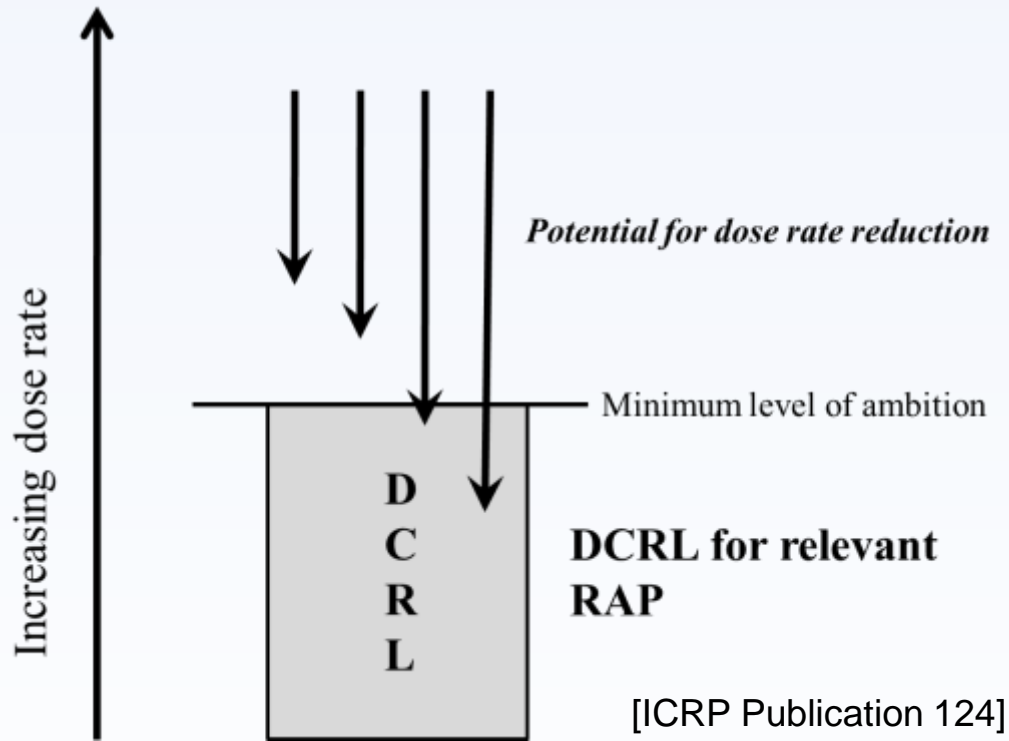 Increasing dose rate
Potential for dose rate reduction
Minimum level of ambition
D
C
R
L
DCRL for relevant
RAP
[ICRP Publication 124]